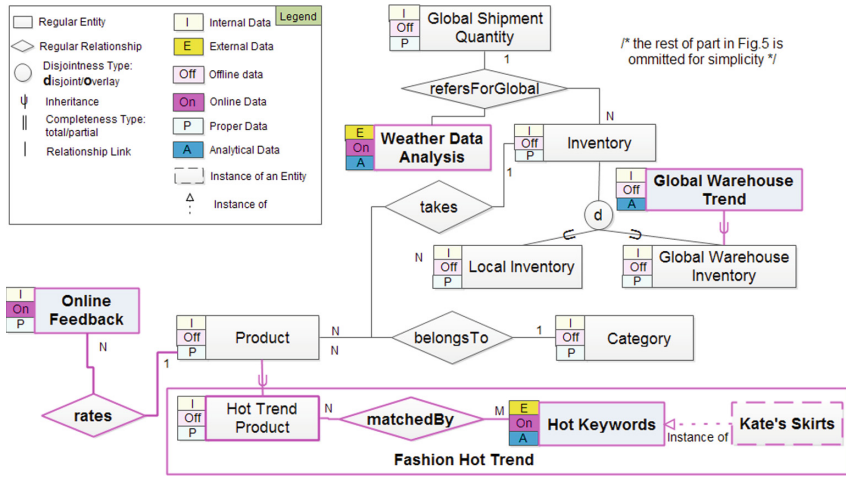 Legend
Regular Entity
Regular Relationship
Disjointness Type:
disjoint/overlay
Inheritance
Completeness Type:
total/partial
Relationship Link
I Internal Data
E External Data
Off Offline data
On Online Data
P Proper Data
A Analytical Data
Instance of an Entity
Instance of
I
Off
P
Global Shipment
Quantity
/* the rest of part in Fig.5 is
ommitted for simplicity */
1
refersForGlobal
N
E
On
A
Weather Data
Analysis
I
Off
P
Inventory
1
takes
N
d
I
Off
A
Global Warehouse
Trend
I
Off
P
Local Inventory
I
Off
P
Global Warehouse
Inventory
I
On
P
Online
Feedback
N
1
rates
I
Off
P
Product
N
N
belongsTo
1
I
Off
P
Category
I
Off
P
Hot Trend
Product
N
matchedBy
M
E
On
A
Hot Keywords
Instance of
Kate's Skirts
Fashion Hot Trend